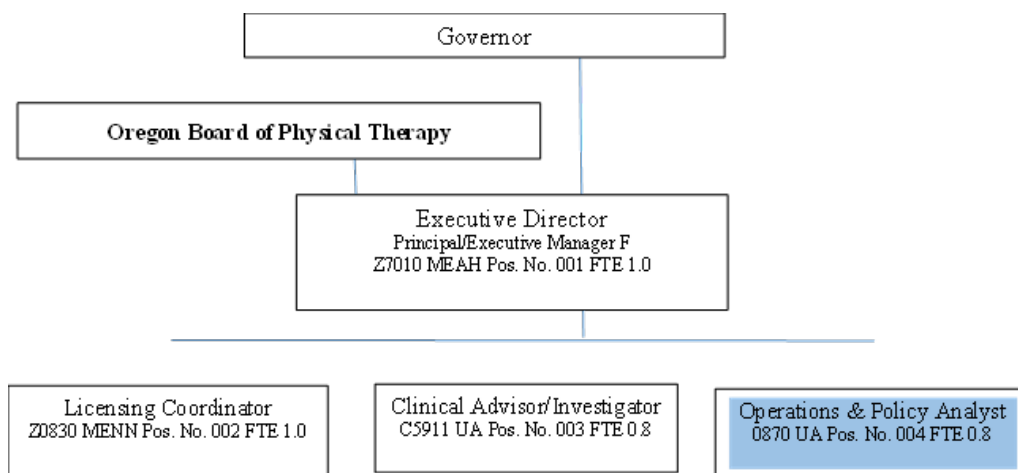 Governor
Oregon Board of Physical Therapy
Executive Director
Principal/Executive Manager F
Z7010 MEAH Pos. No. 001 FTE 1.0
Licensing Coordinator
Z0830 MENN Pos. No. 002 FTE 1.0
Clinical Advisor/Investigator
C5911 UA Pos. No. 003 FTE 0.8
Operations & Policy Analyst
0870 UA Pos. No. 004 FTE 0.8